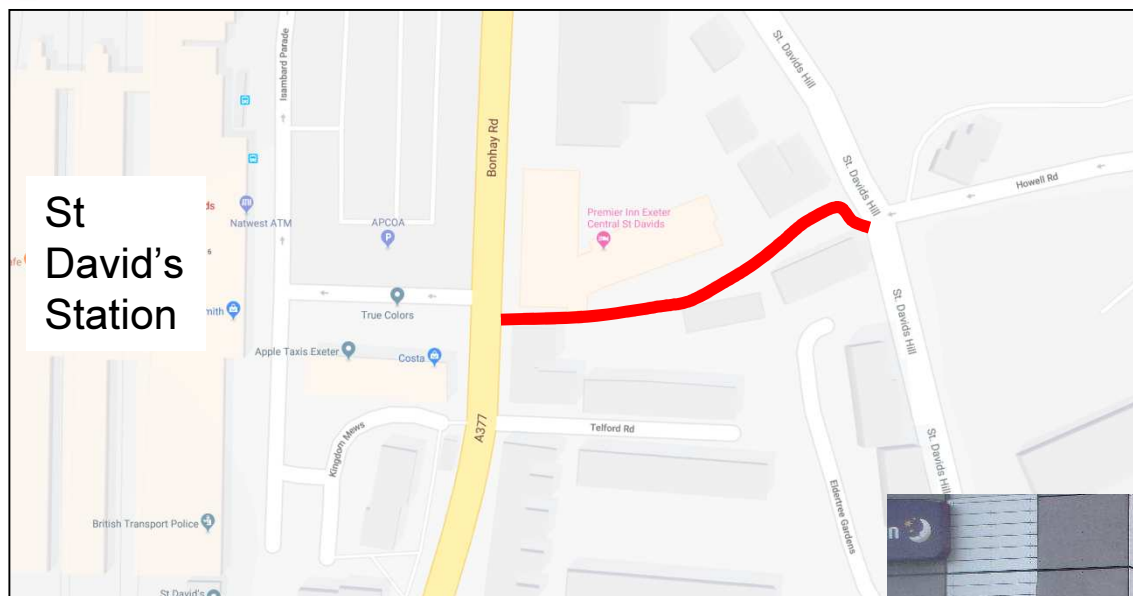 St
David's
Station
Isambard Parade
Bonhay Rd
St. Davids Hill
St. Davids Hill
Howell Rd
Premier Inn Exeter
Central St Davids
ds
Natwest ATM
APCOA
P
mith
True Colors
Apple Taxis Exeter
Costa
St. Davids Hill
A377
Telford Rd
Kingdom Mews
St. Davids Hill
Eldertree Gardens
British Transport Police
St David's
n